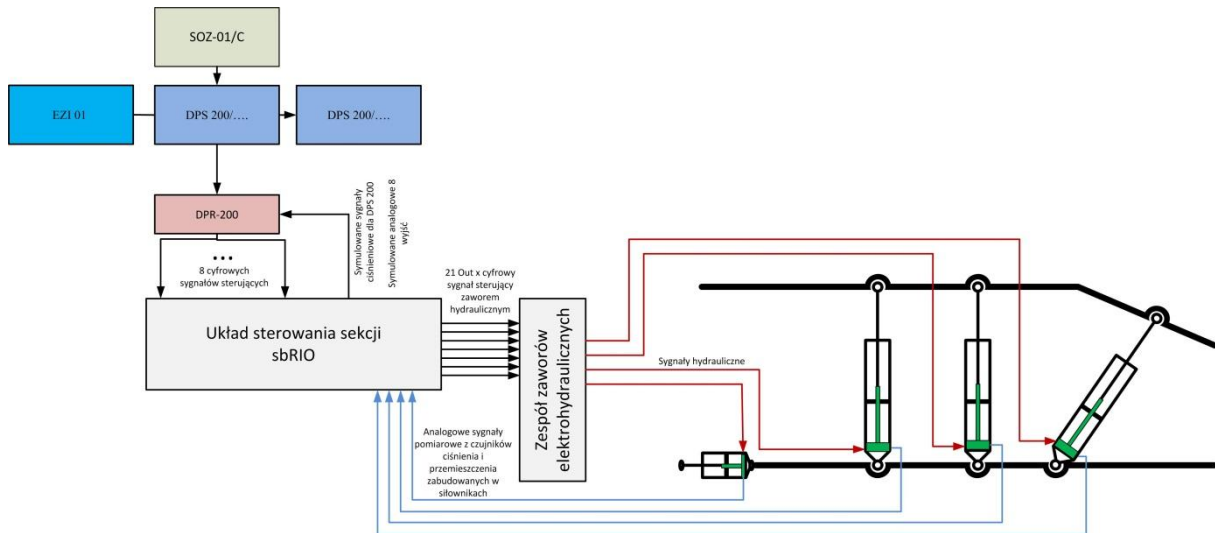 SOZ-01/C
EZI 01
DPS 200/....
DPS 200/....
DPR-200
...
8 cyfrowych
sygnałów sterujących
Symulowane sygnały
ciśnieniowe dla DPS 200
Symulowane analogowe 8
wyjść
21 Out x cyfrowy
sygnał sterujący
zaworem
hydraulicznym
Układ sterowania sekcji
sbRIO
Zespół zaworów
elektrohydraulicznych
Sygnały hydrauliczne
Analogowe sygnały
pomiarowe z czujników
ciśnienia i
przemieszczenia
zabudowanych w
siłownikach